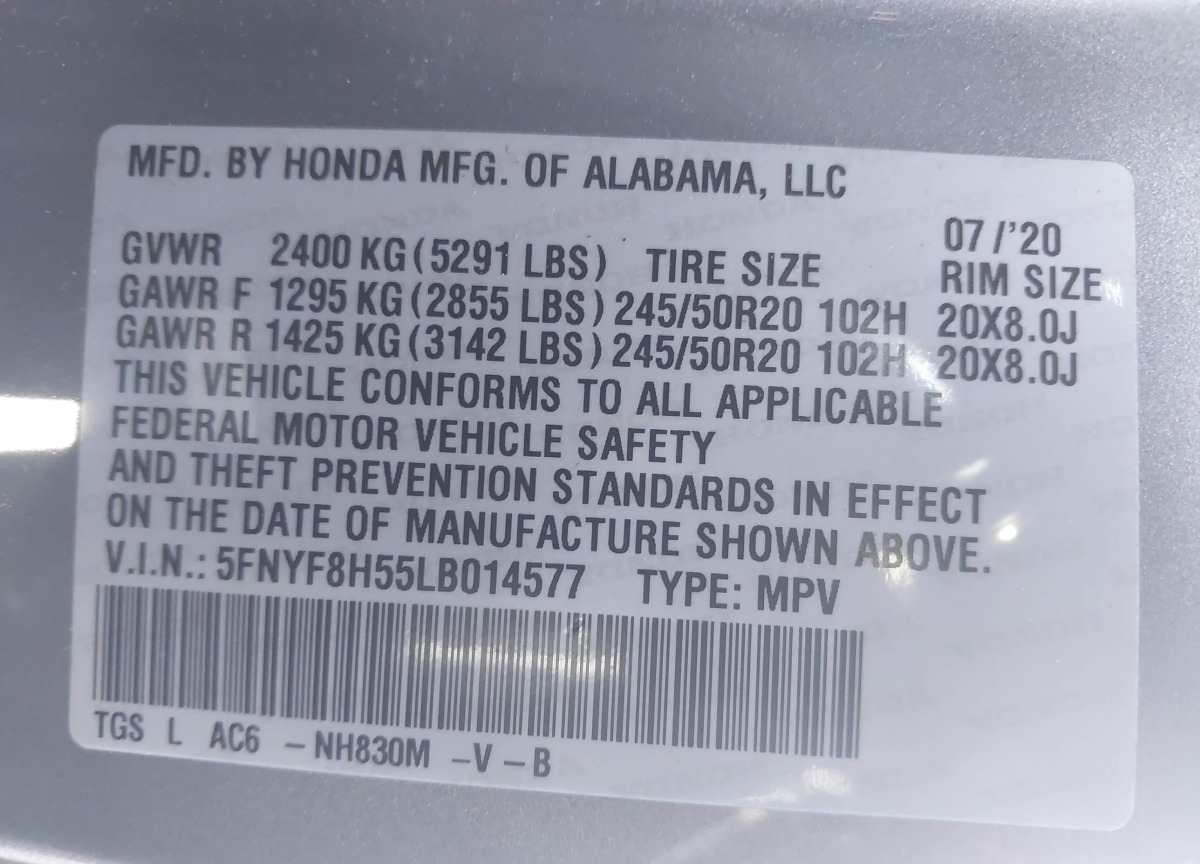 MFD. BY HONDA MFG. OF ALABAMA, LLC
07/'20
GVWR 2400 KG (5291 LBS) TIRE SIZE RIM SIZE
GAWR F 1295 KG (2855 LBS) 245/50R20 102H 20X8.0J
GAWR R 1425 KG (3142 LBS) 245/50R20 102H 20X8.0J
THIS VEHICLE CONFORMS TO ALL APPLICABLE
FEDERAL MOTOR VEHICLE SAFETY
AND THEFT PREVENTION STANDARDS IN EFFECT
ON THE DATE OF MANUFACTURE SHOWN ABOVE.
V.I.N.: 5FNYF8H55LB014577 TYPE: MPV
TGS L AC6 -NH830M -V -B